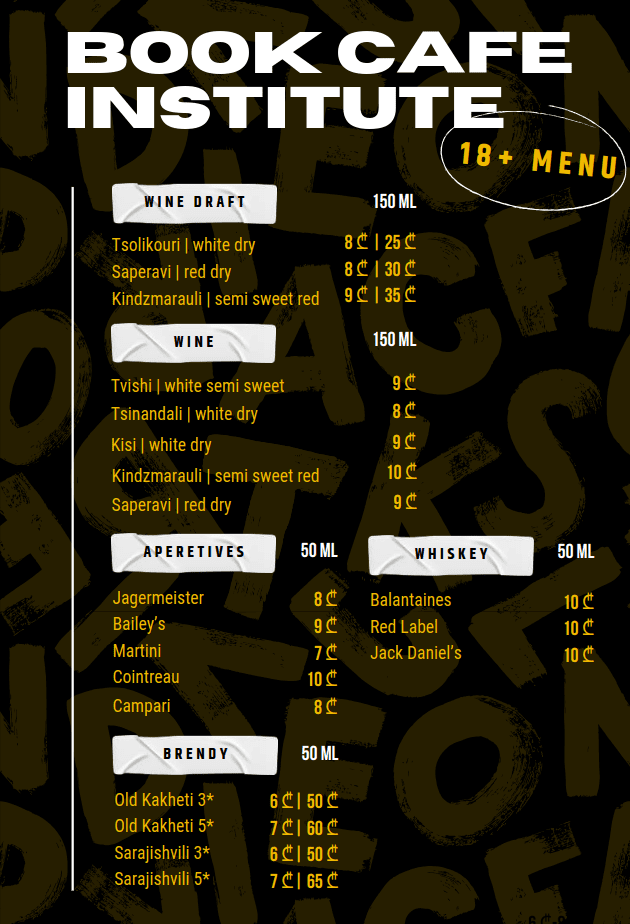 BOOK CAFE
INSTITUTE
18+ MENU
WINE DRAFT 150 ML
Tsolikouri | white dry 8 ₾ | 25 ₾
Saperavi | red dry 8 ₾ | 30 ₾
Kindzmarauli | semi sweet red 9 ₾ | 35 ₾
WINE 150 ML
Tvishi | white semi sweet 9 ₾
Tsinandali | white dry 8 ₾
Kisi | white dry 9 ₾
Kindzmarauli | semi sweet red 10 ₾
Saperavi | red dry 9 ₾
APERETIVES 50 ML
Jagermeister 8 ₾
Bailey's 9 ₾
Martini 7 ₾
Cointreau 10 ₾
Campari 8 ₾
WHISKEY 50 ML
Balantaines 10 ₾
Red Label 10 ₾
Jack Daniel's 10 ₾
BRENDY 50 ML
Old Kakheti 3* 6 ₾ | 50 ₾
Old Kakheti 5* 7 ₾ | 60 ₾
Sarajishvili 3* 6 ₾ | 50 ₾
Sarajishvili 5* 7 ₾ | 65 ₾